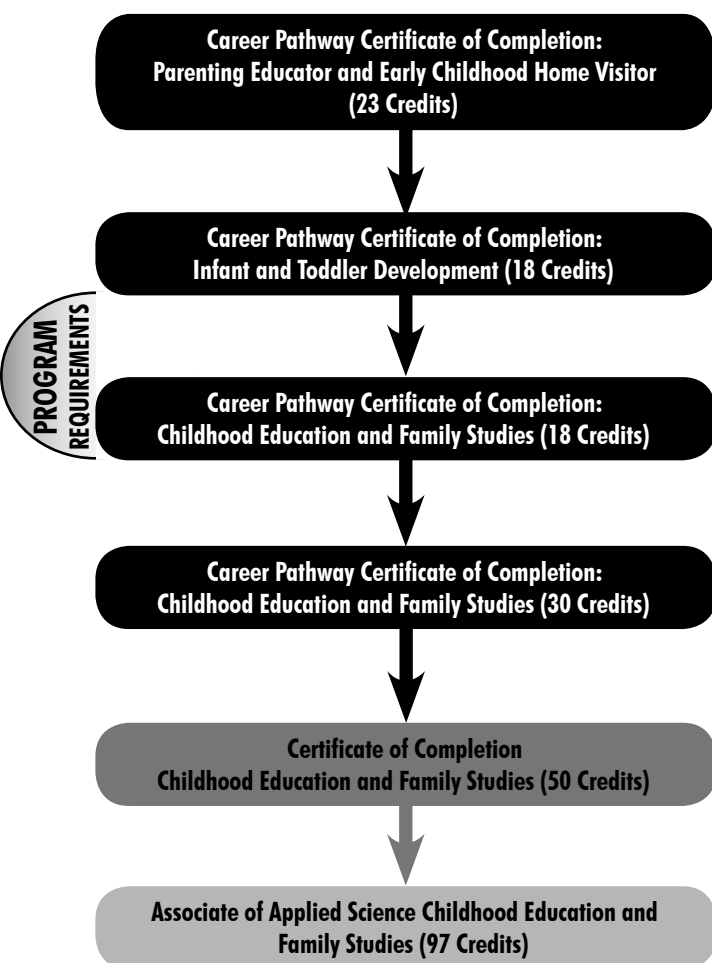 Career Pathway Certificate of Completion:
Parenting Educator and Early Childhood Home Visitor
(23 Credits)
Career Pathway Certificate of Completion:
Infant and Toddler Development (18 Credits)
PROGRAM
REQUIREMENTS
Career Pathway Certificate of Completion:
Childhood Education and Family Studies (18 Credits)
Career Pathway Certificate of Completion:
Childhood Education and Family Studies (30 Credits)
Certificate of Completion
Childhood Education and Family Studies (50 Credits)
Associate of Applied Science Childhood Education and
Family Studies (97 Credits)